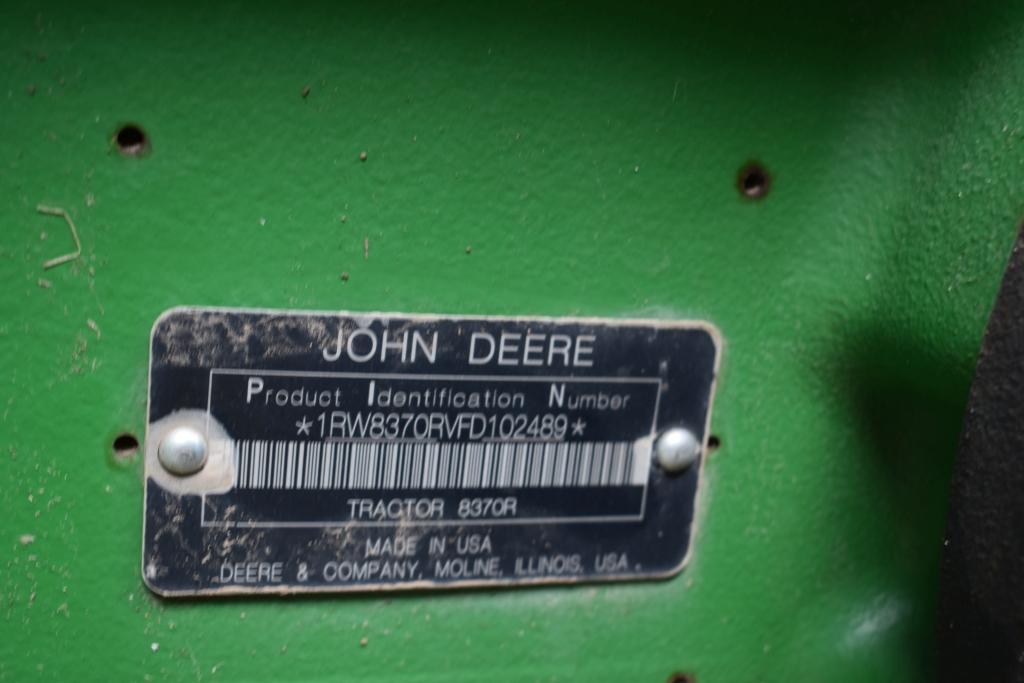 JOHN DEERE
Product Identification Number
*1RW8370RVFD102489*
TRACTOR 8370R
MADE IN USA
DEERE & COMPANY, MOLINE, ILLINOIS, USA.